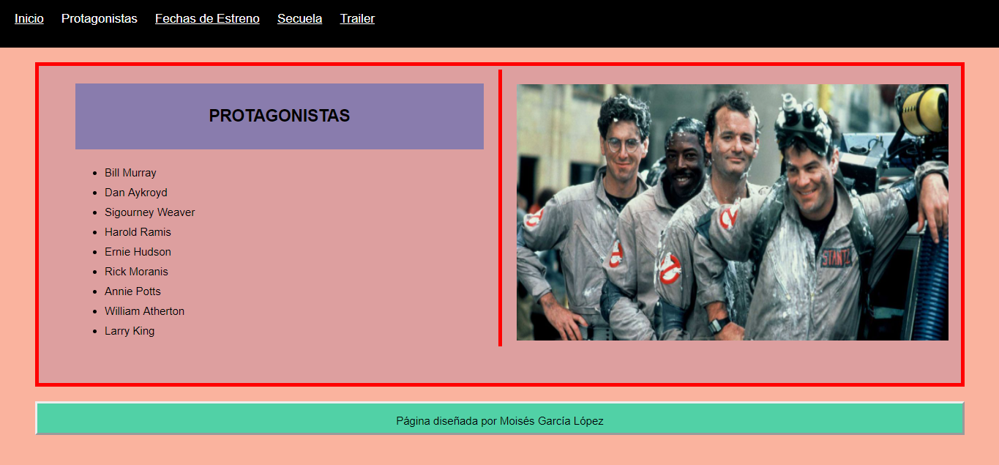 Inicio Protagonistas Fechas de Estreno Secuela Trailer
PROTAGONISTAS
Bill Murray
Dan Aykroyd
Sigourney Weaver
Harold Ramis
Ernie Hudson
Rick Moranis
Annie Potts
William Atherton
Larry King
STANTZ
Página diseñada por Moisés García López